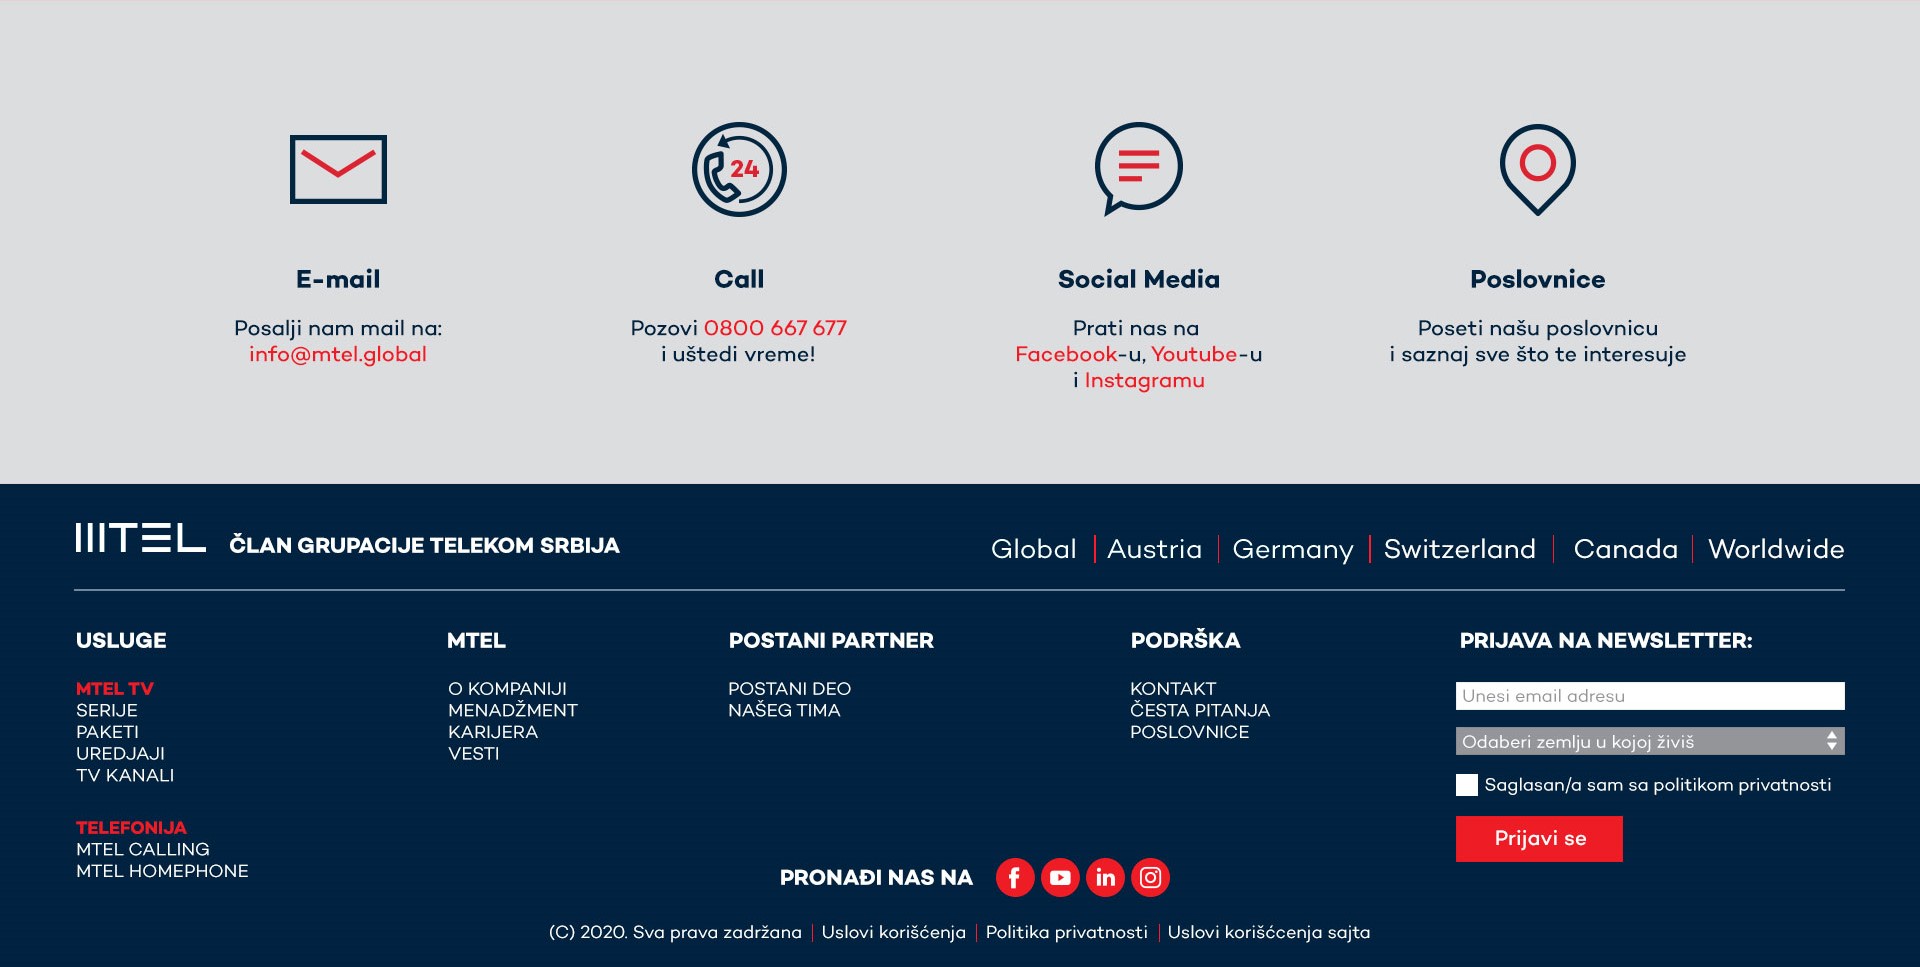 24
E-mail
Posalji nam mail na:
info@mtel.global
Call
Pozovi 0800 667 677
i uštedi vreme!
Social Media
Prati nas na
Facebook-u, Youtube-u
i Instagramu
Poslovnice
Poseti našu poslovnicu
i saznaj sve što te interesuje
MTEL ČLAN GRUPACIJE TELEKOM SRBIJA
Global | Austria | Germany | Switzerland | Canada | Worldwide
USLUGE
MTEL TV
SERIJE
PAKETI
UREDJAJI
TV KANALI
TELEFONIJA
MTEL CALLING
MTEL HOMEPHONE
MTEL
O KOMPANIJI
MENADŽMENT
KARIJERA
VESTI
POSTANI PARTNER
POSTANI DEO
NAŠEG TIMA
PODRŠKA
KONTAKT
ČESTA PITANJA
POSLOVNICE
PRIJAVA NA NEWSLETTER:
Unesi email adresu
Odaberi zemlju u kojoj živiš
Saglasan/a sam sa politikom privatnosti
Prijavi se
PRONAĐI NAS NA
(C) 2020. Sva prava zadržana | Uslovi korišćenja | Politika privatnosti | Uslovi korišćcenja sajta